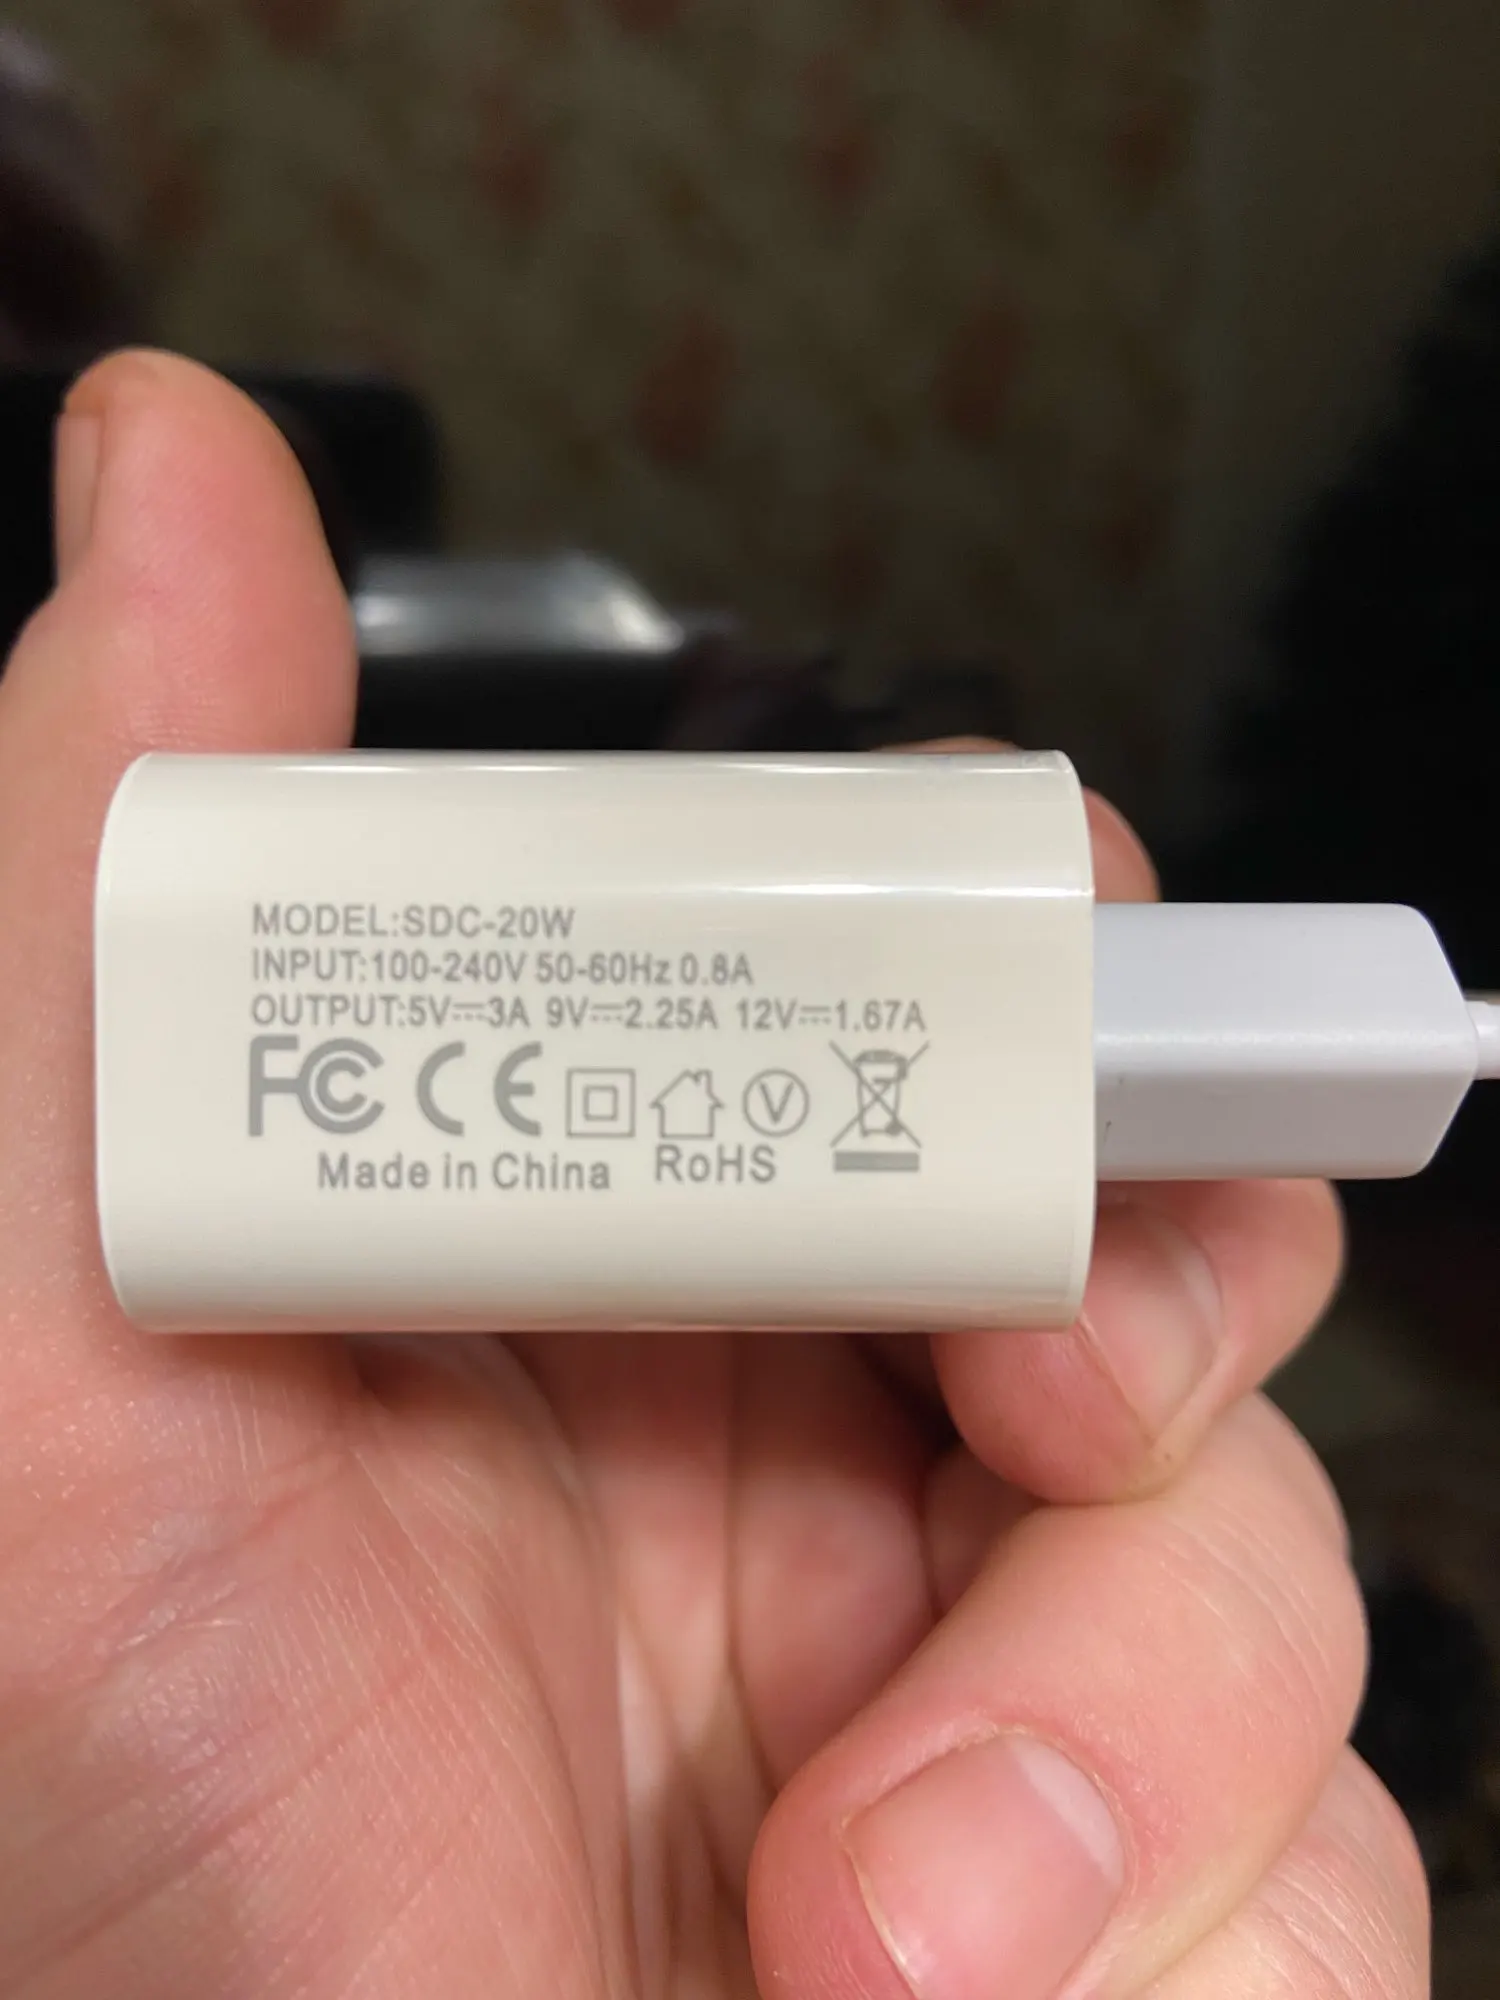 MODEL:SDC-20W
INPUT:100-240V 50-60Hz 0.8A
OUTPUT:5V⎓3A 9V⎓2.25A 12V⎓1.67A
FC CE V
Made in China RoHS